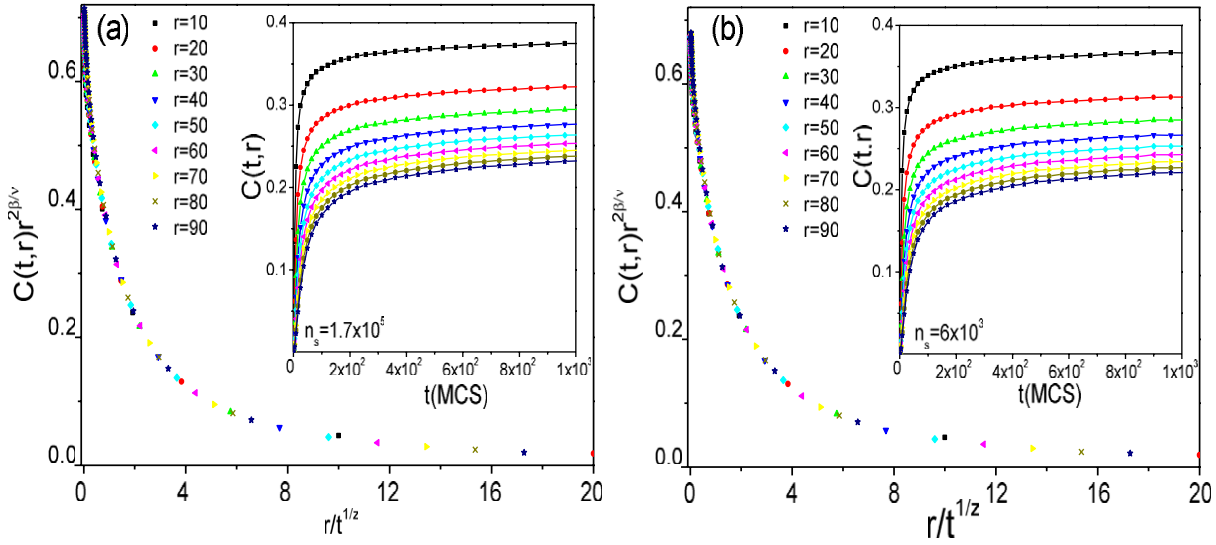 (a)
C(t,r)r^{2β/ν}
0.6
0.4
0.2
0.0
r=10
r=20
r=30
r=40
r=50
r=60
r=70
r=80
r=90
C(t,r)
0.4
0.3
0.2
0.1
n_s=1.7x10^5
0 2x10^2 4x10^2 6x10^2 8x10^2 1x10^3
t(MCS)
0 4 8 12 16 20
r/t^{1/z}
(b)
C(t,r)r^{2β/ν}
0.6
0.4
0.2
0.0
r=10
r=20
r=30
r=40
r=50
r=60
r=70
r=80
r=90
C(t.r)
0.4
0.3
0.2
0.1
n_s=6x10^3
0 2x10^2 4x10^2 6x10^2 8x10^2 1x10^3
t(MCS)
0 4 8 12 16 20
r/t^{1/z}